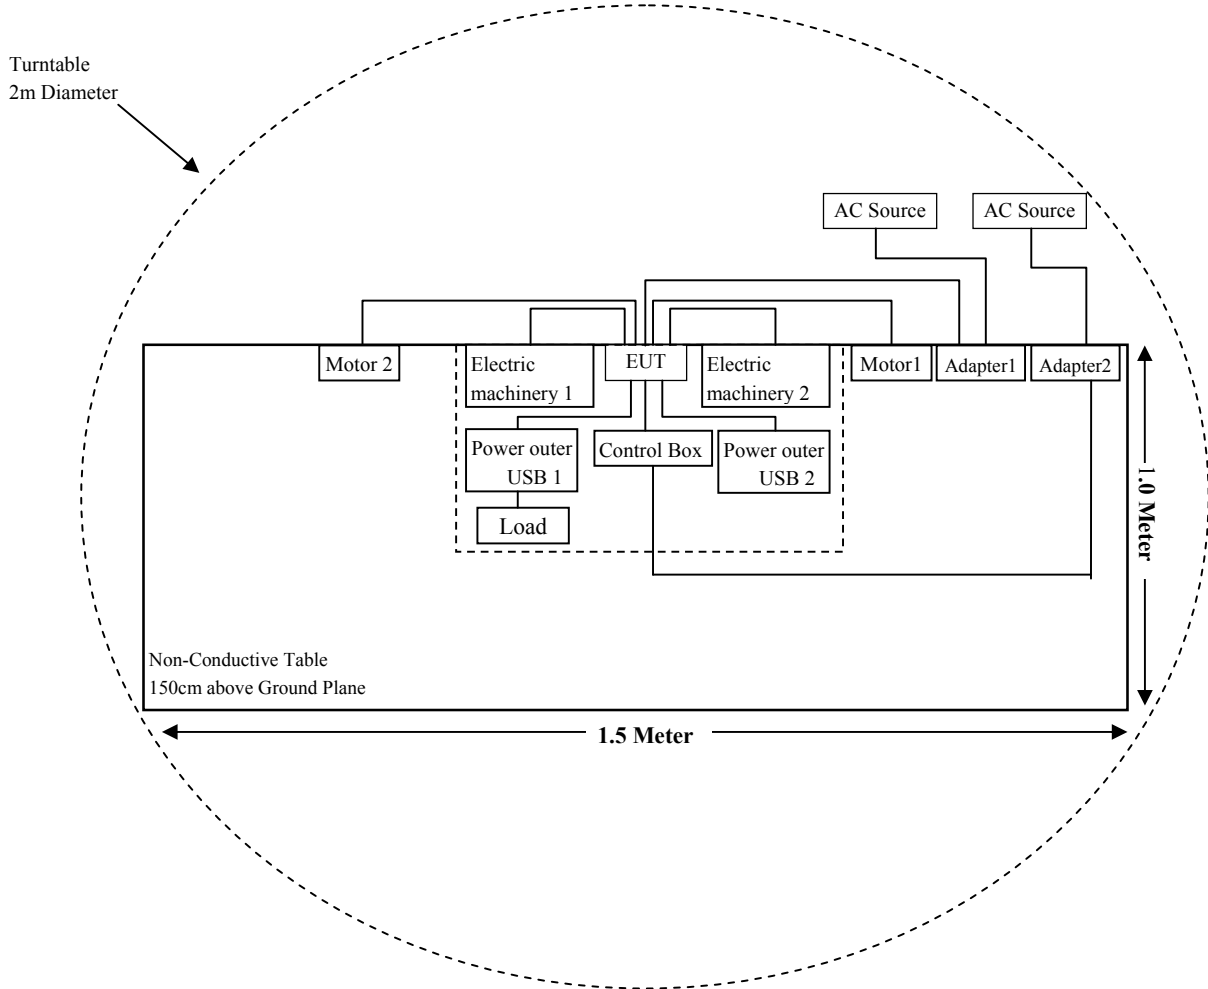 Turntable
2m Diameter
AC Source
AC Source
Motor 2
Electric
machinery 1
EUT
Electric
machinery 2
Motor1
Adapter1
Adapter2
Power outer
USB 1
Control Box
Power outer
USB 2
Load
1.0 Meter
Non-Conductive Table
150cm above Ground Plane
1.5 Meter